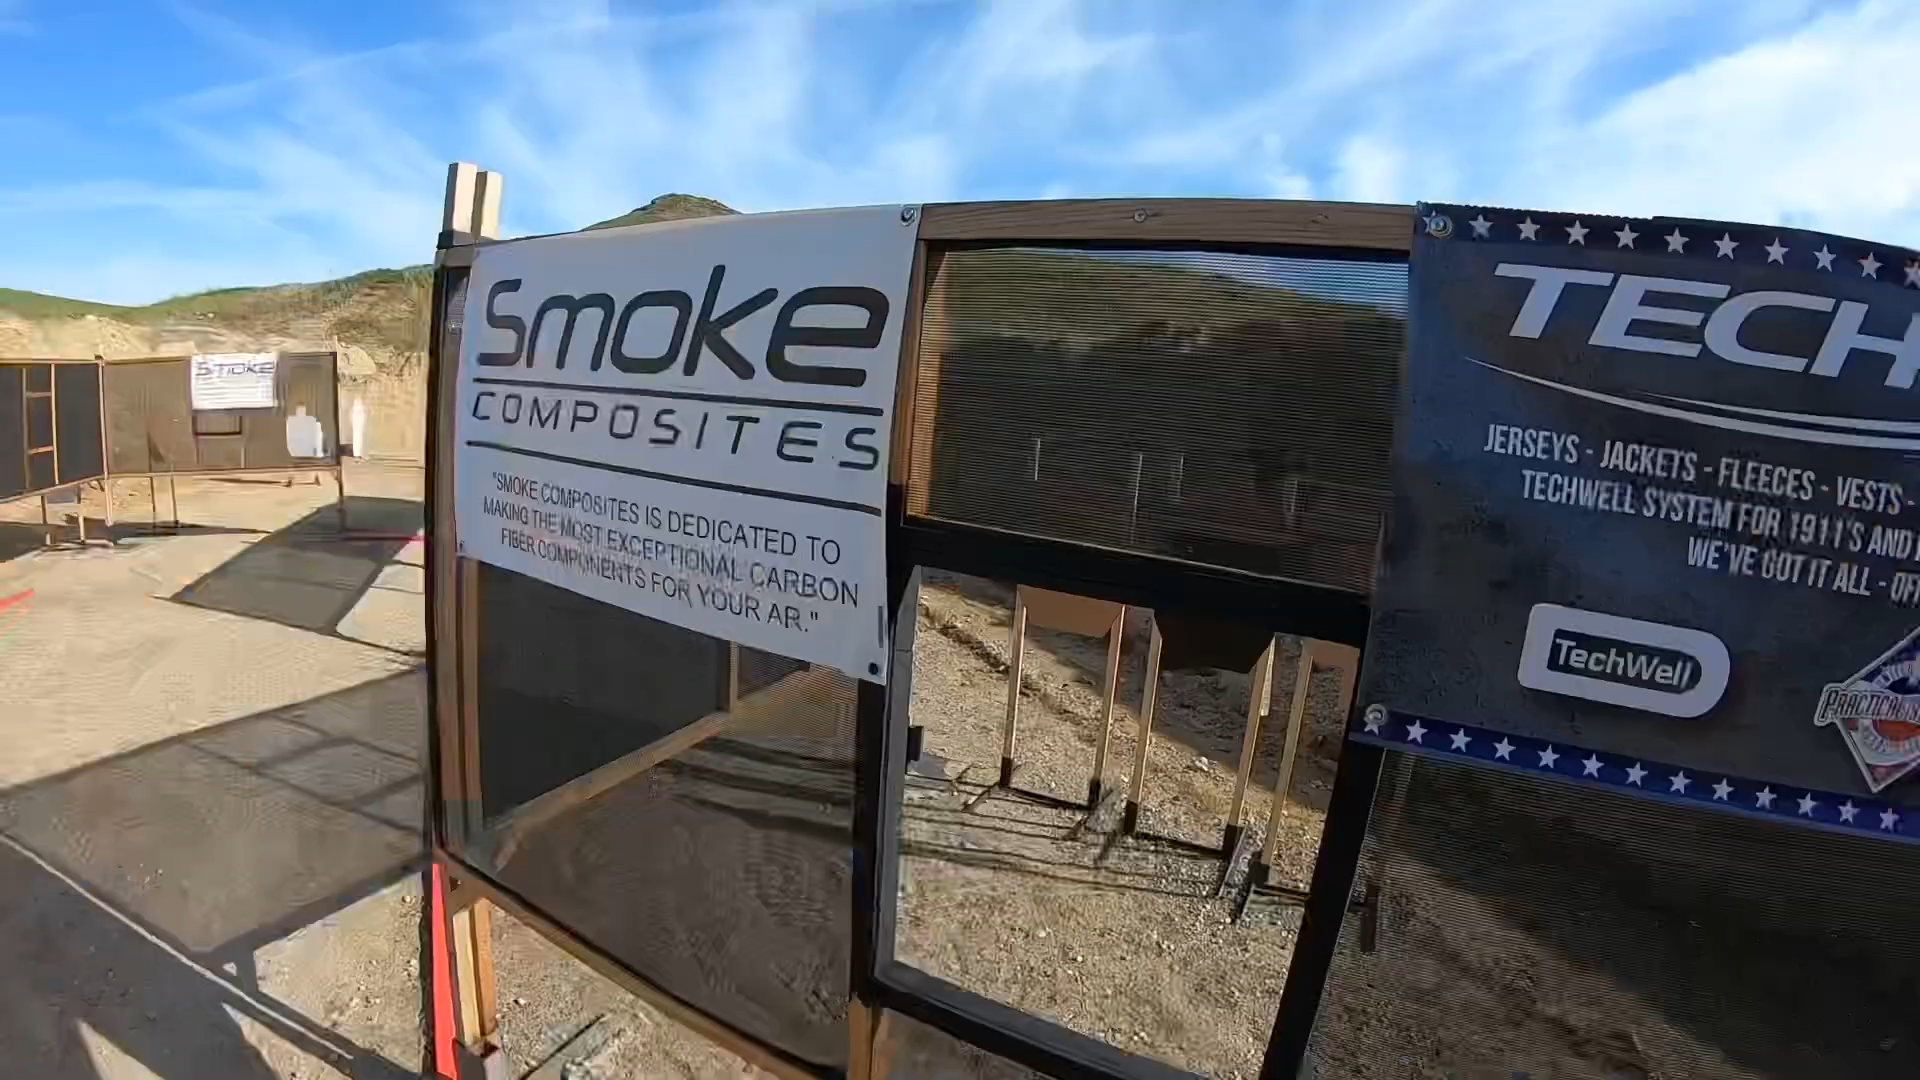 Smoke
Smoke
COMPOSITES
"SMOKE COMPOSITES IS DEDICATED TO
MAKING THE MOST EXCEPTIONAL CARBON
FIBER COMPONENTS FOR YOUR AR."
TECH
JERSEYS - JACKETS - FLEECES - VESTS -
TECHWELL SYSTEM FOR 1911'S AND
WE'VE GOT IT ALL -
TechWell